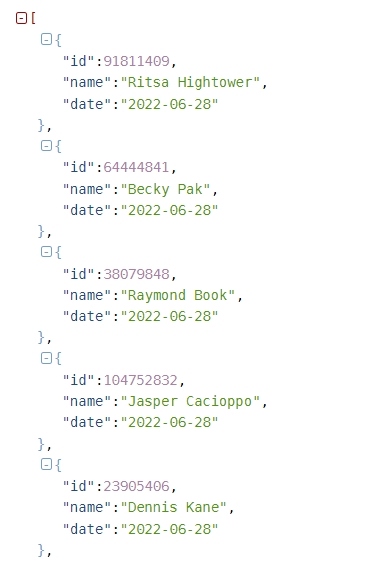 [
{
"id":91811409,
"name":"Ritsa Hightower",
"date":"2022-06-28"
},
{
"id":64444841,
"name":"Becky Pak",
"date":"2022-06-28"
},
{
"id":38079848,
"name":"Raymond Book",
"date":"2022-06-28"
},
{
"id":104752832,
"name":"Jasper Cacioppo",
"date":"2022-06-28"
},
{
"id":23905406,
"name":"Dennis Kane",
"date":"2022-06-28"
},